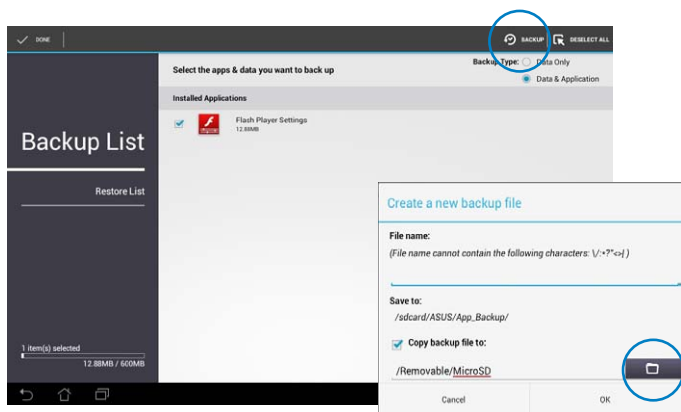 DONE
BACKUP
DESELECT ALL
Select the apps & data you want to back up
Backup Type: Data Only
Data & Application
Installed Applications
Flash Player Settings
12.88MB
Backup List
Restore List
1 item(s) selected
12.88MB / 600MB
Create a new backup file
File name:
(File name cannot contain the following characters: \/:*?"<>| )
Save to:
/sdcard/ASUS/App_Backup/
Copy backup file to:
/Removable/MicroSD
Cancel
OK